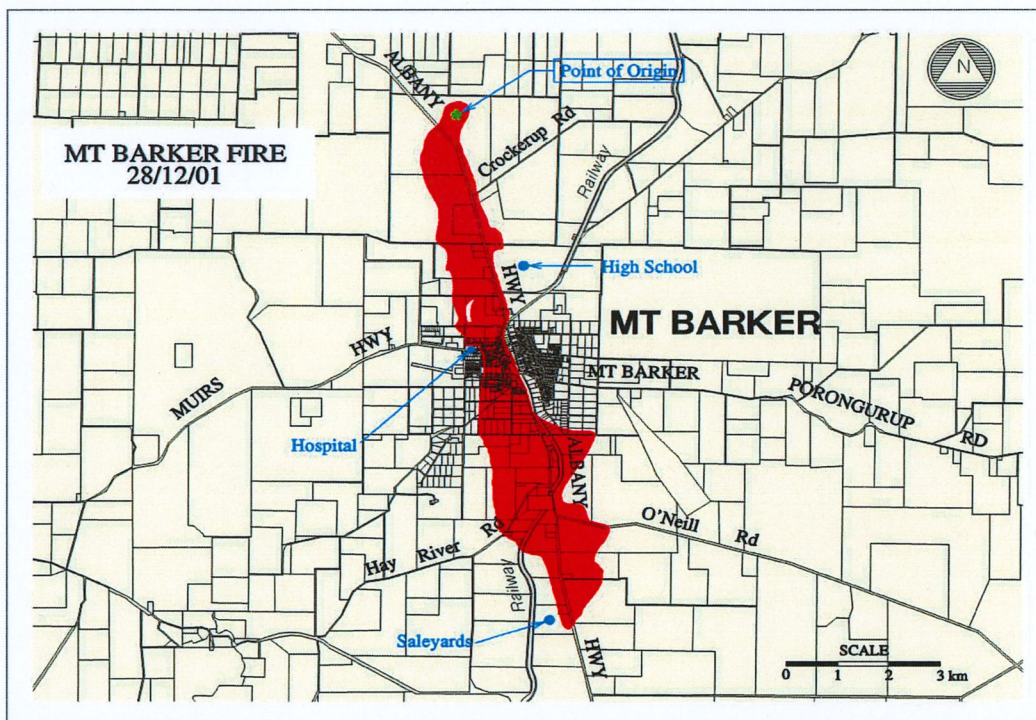 ALBANY
Point of Origin
N
MT BARKER FIRE
28/12/01
Crockerup Rd
Railway
High School
HWY
MT BARKER
HWY
MUIRS
MT BARKER
PORONGURUP
RD
Hospital
ALBANY
O'Neill Rd
Hay River Rd
Railway
Saleyards
HWY
SCALE
0 1 2 3 km